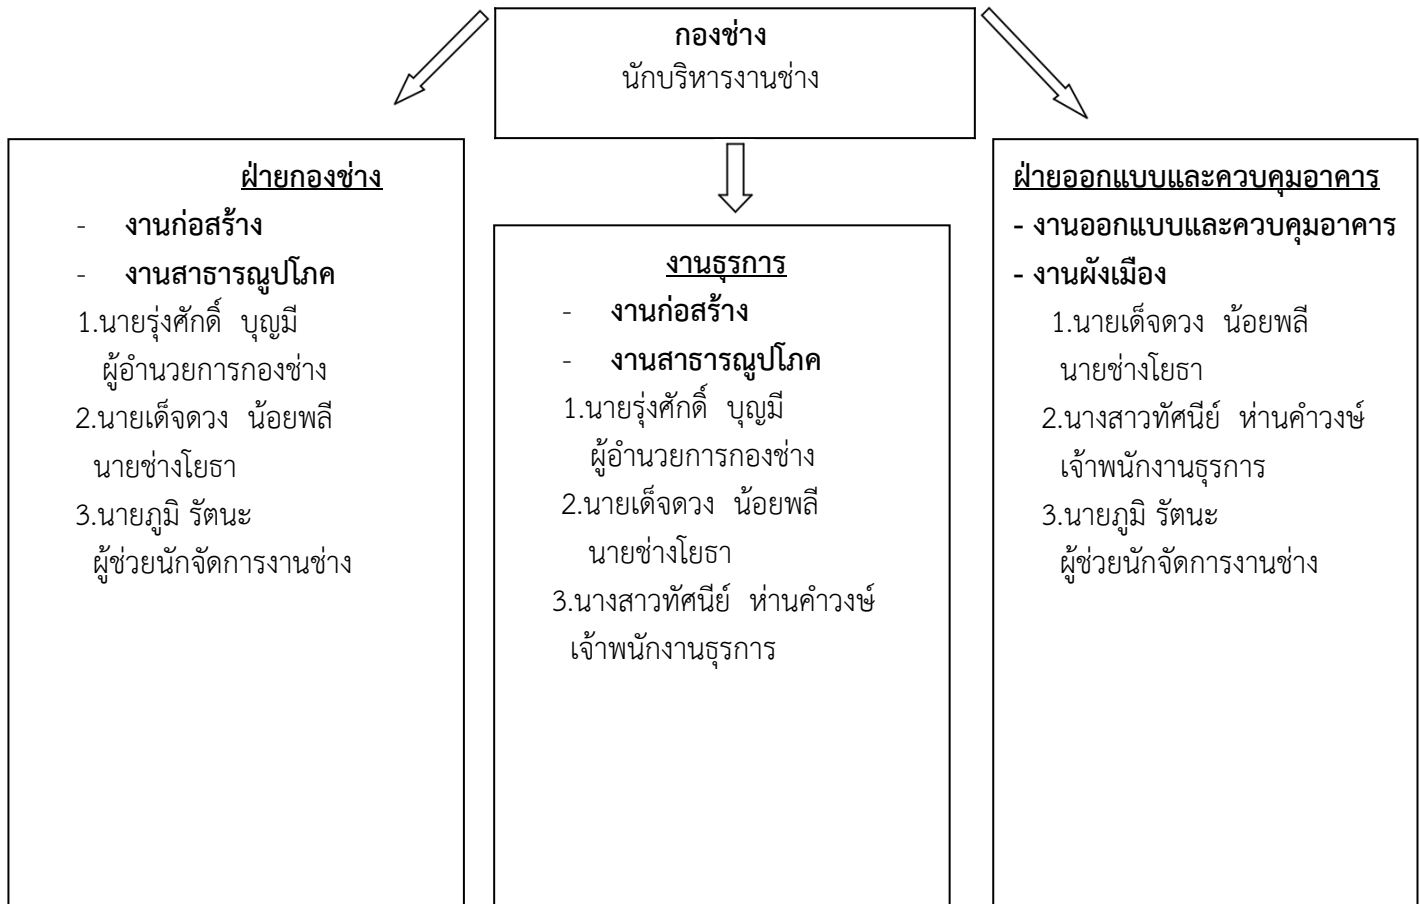 กองช่าง
นักบริหารงานช่าง
ฝ่ายกองช่าง
- งานก่อสร้าง
- งานสาธารณูปโภค
1.นายรุ่งศักดิ์ บุญมี
ผู้อำนวยการกองช่าง
2.นายเด็จดวง น้อยพลี
นายช่างโยธา
3.นายภูมิ รัตนะ
ผู้ช่วยนักจัดการงานช่าง
งานธุรการ
- งานก่อสร้าง
- งานสาธารณูปโภค
1.นายรุ่งศักดิ์ บุญมี
ผู้อำนวยการกองช่าง
2.นายเด็จดวง น้อยพลี
นายช่างโยธา
3.นางสาวทัศนีย์ ห่านคำวงษ์
เจ้าพนักงานธุรการ
ฝ่ายออกแบบและควบคุมอาคาร
- งานออกแบบและควบคุมอาคาร
- งานผังเมือง
1.นายเด็จดวง น้อยพลี
นายช่างโยธา
2.นางสาวทัศนีย์ ห่านคำวงษ์
เจ้าพนักงานธุรการ
3.นายภูมิ รัตนะ
ผู้ช่วยนักจัดการงานช่าง